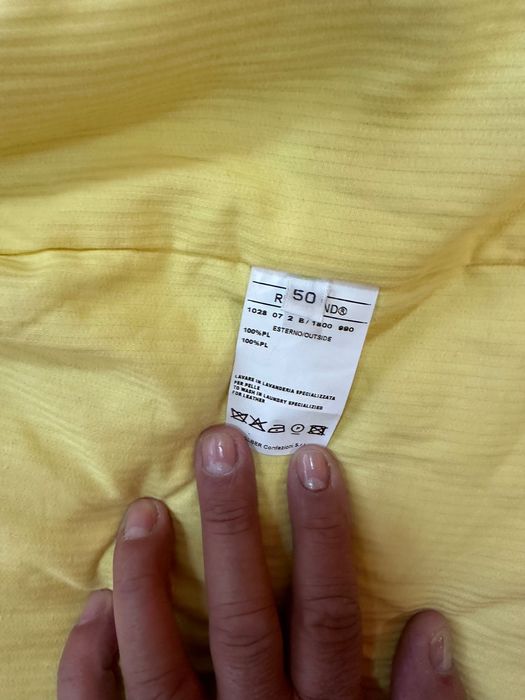 50
ND®
1028 07 2 B/1800 990
ESTERNO/OUTSIDE
100%PL
100%PL
LAVARE IN LAVANDERIA SPECIALIZZATA
PER PELLE
TO WASH IN LAUNDRY SPECIALIZED
FOR LEATHER
Confezioni S.r.l.